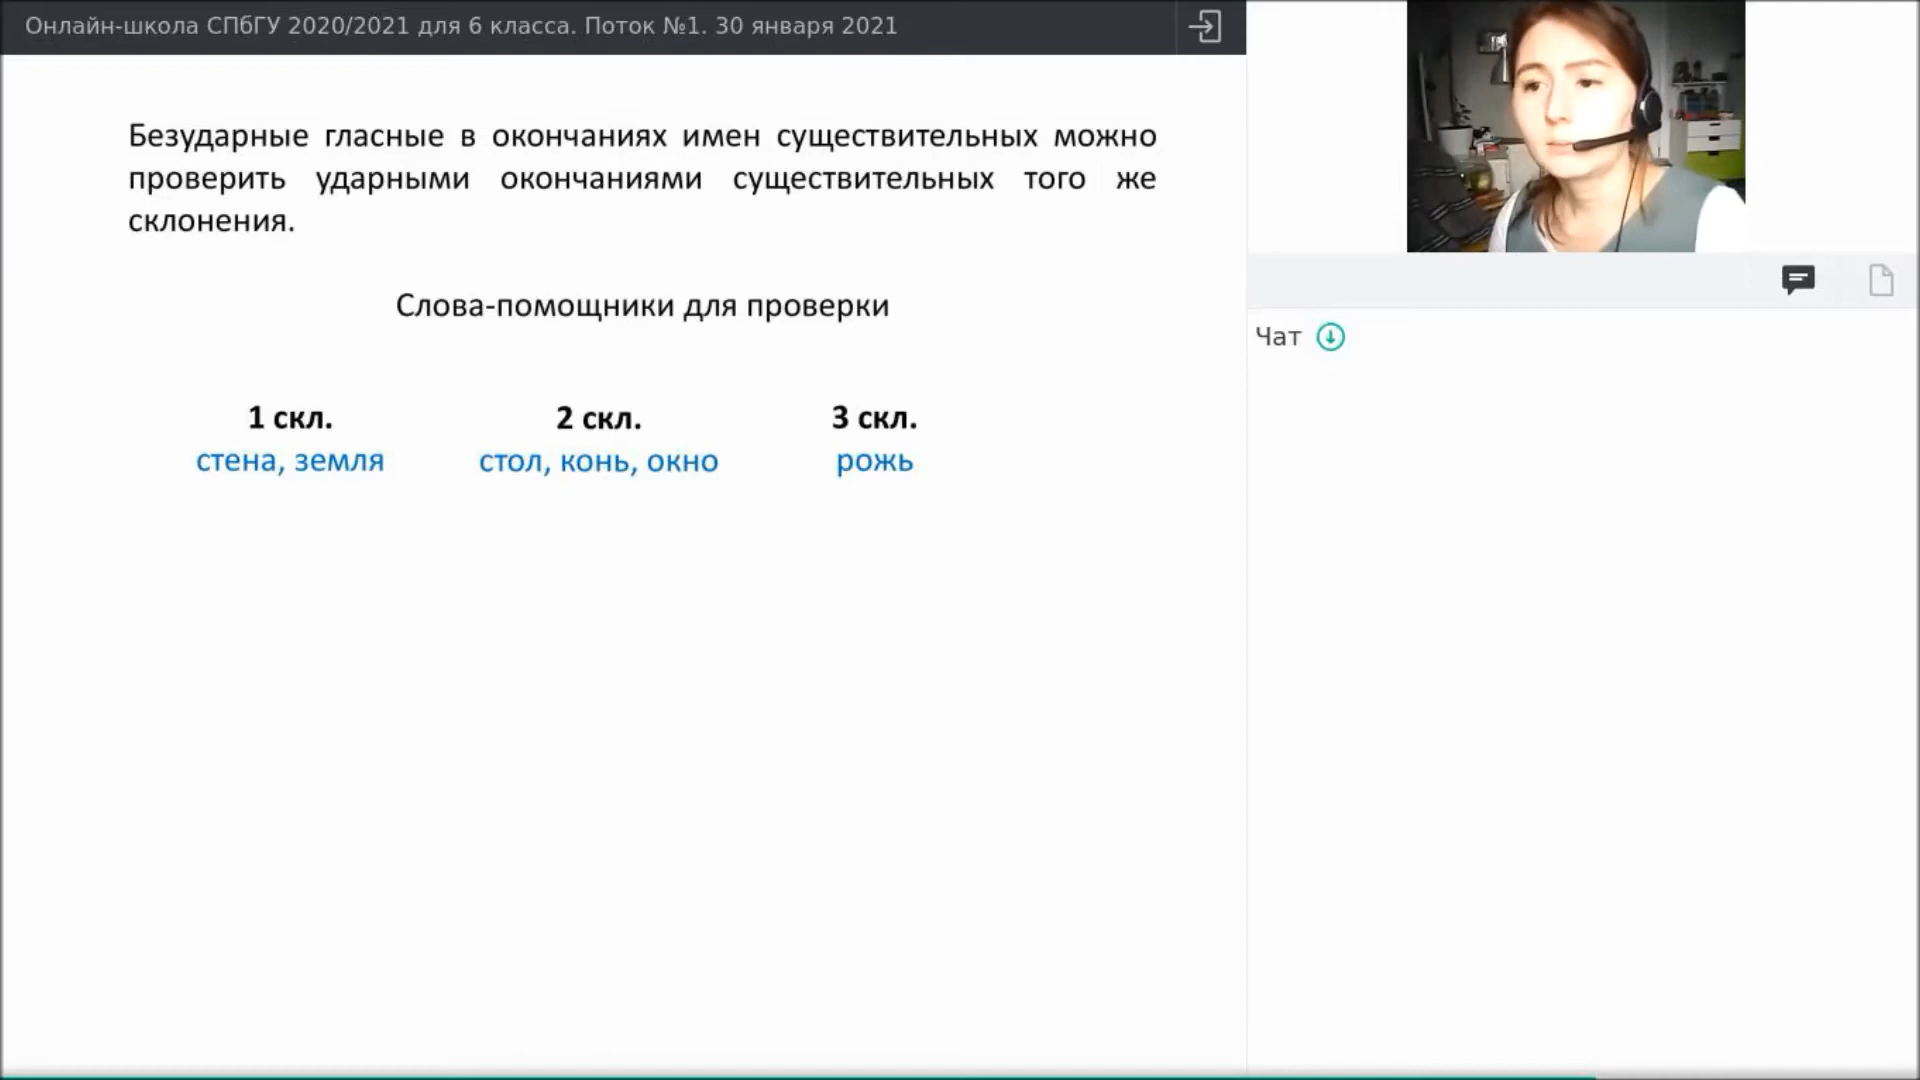 Онлайн-школа СПбГУ 2020/2021 для 6 класса. Поток №1. 30 января 2021
Безударные гласные в окончаниях имен существительных можно
проверить ударными окончаниями существительных того же
склонения.
Слова-помощники для проверки
1 скл. 2 скл. 3 скл.
стена, земля стол, конь, окно рожь
Чат